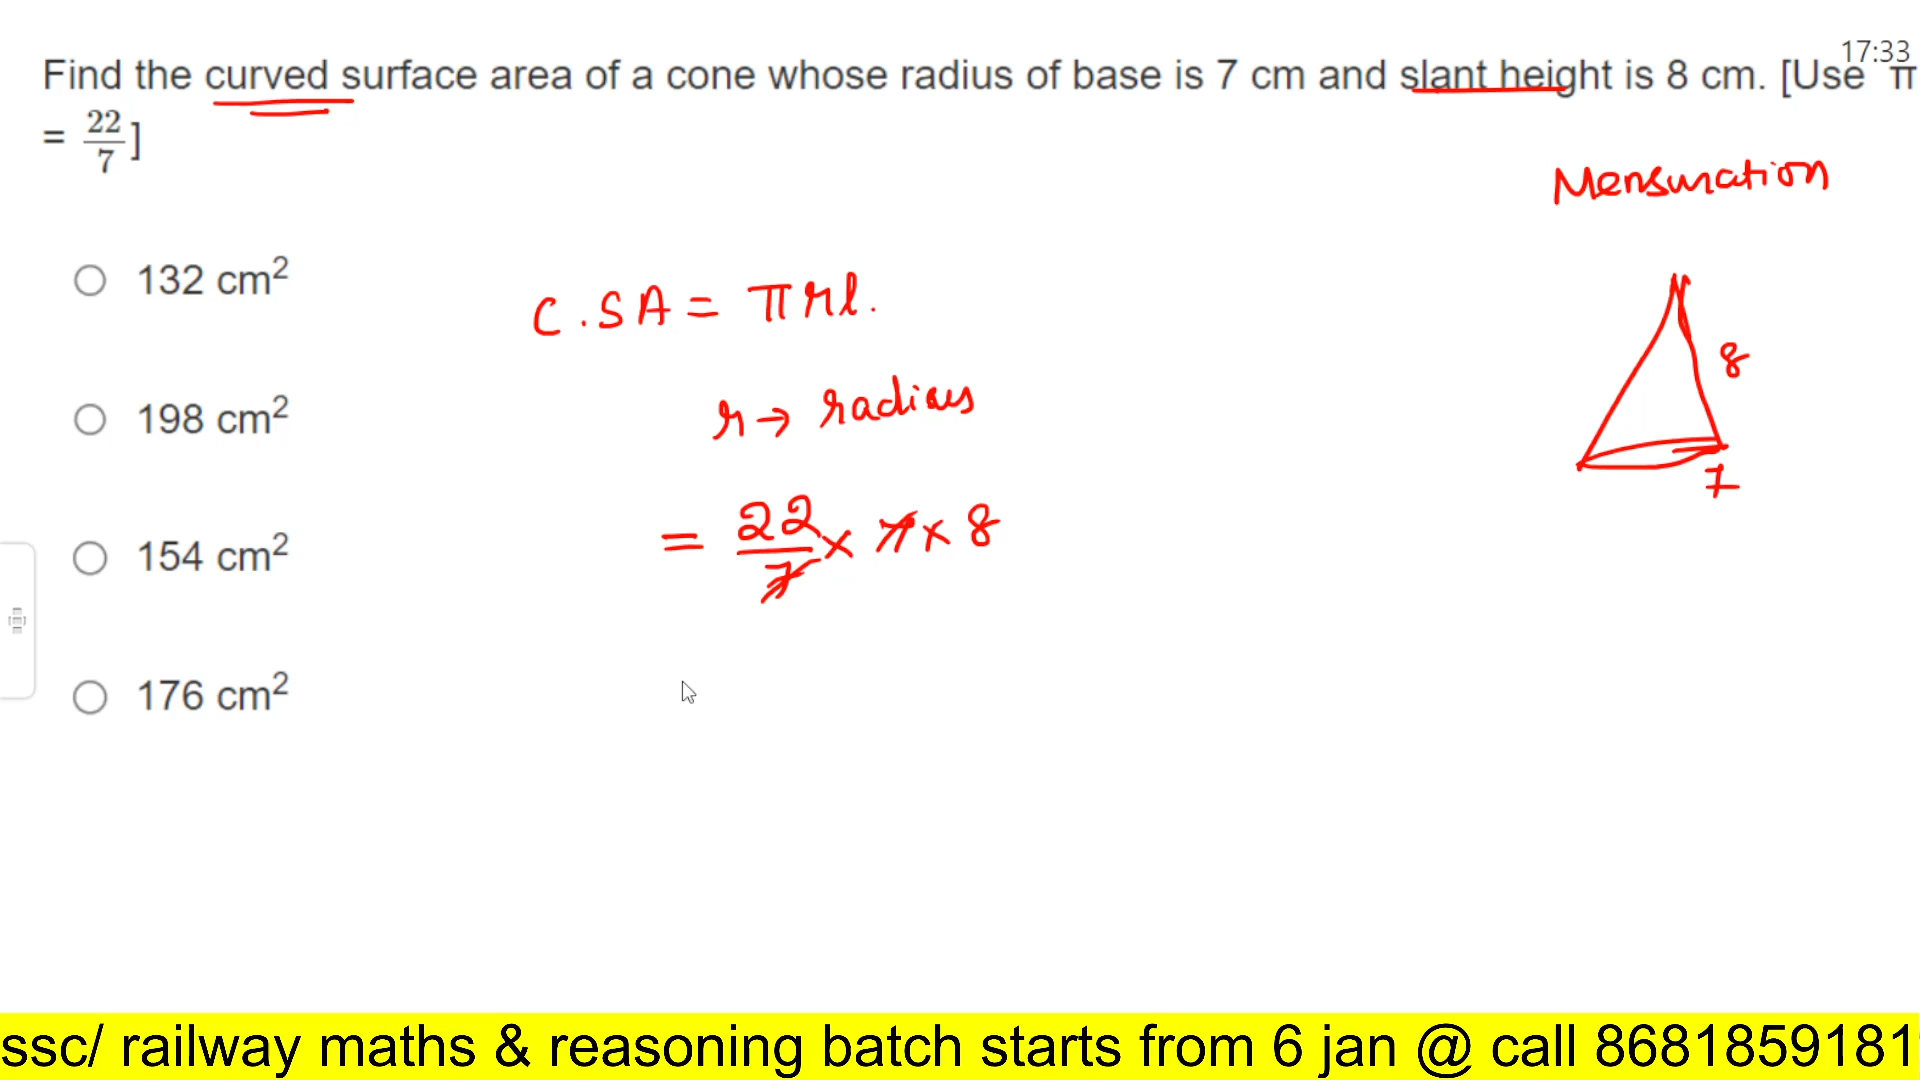 17:33
Find the curved surface area of a cone whose radius of base is 7 cm and slant height is 8 cm. [Use π
= 22/7]
Mensuration
132 cm²
C.SA = πrl.
8
198 cm²
r → radius
7
154 cm²
= 22/7 × 7 × 8
176 cm²
ssc/ railway maths & reasoning batch starts from 6 jan @ call 8681859181